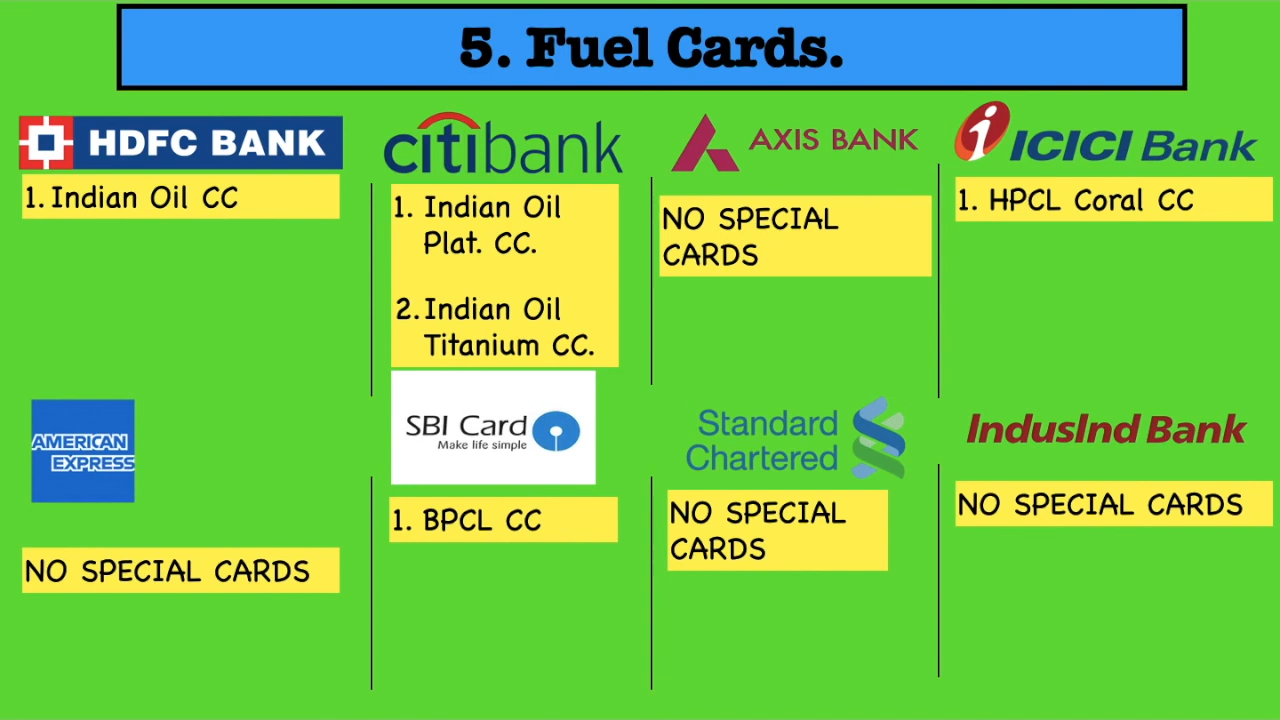 5. Fuel Cards.
HDFC BANK
1. Indian Oil CC
citibank
1. Indian Oil
Plat. CC.
2. Indian Oil
Titanium CC.
AXIS BANK
NO SPECIAL
CARDS
ICICI Bank
1. HPCL Coral CC
AMERICAN
EXPRESS
NO SPECIAL CARDS
SBI Card
Make life simple
1. BPCL CC
Standard
Chartered
NO SPECIAL
CARDS
IndusInd Bank
NO SPECIAL CARDS